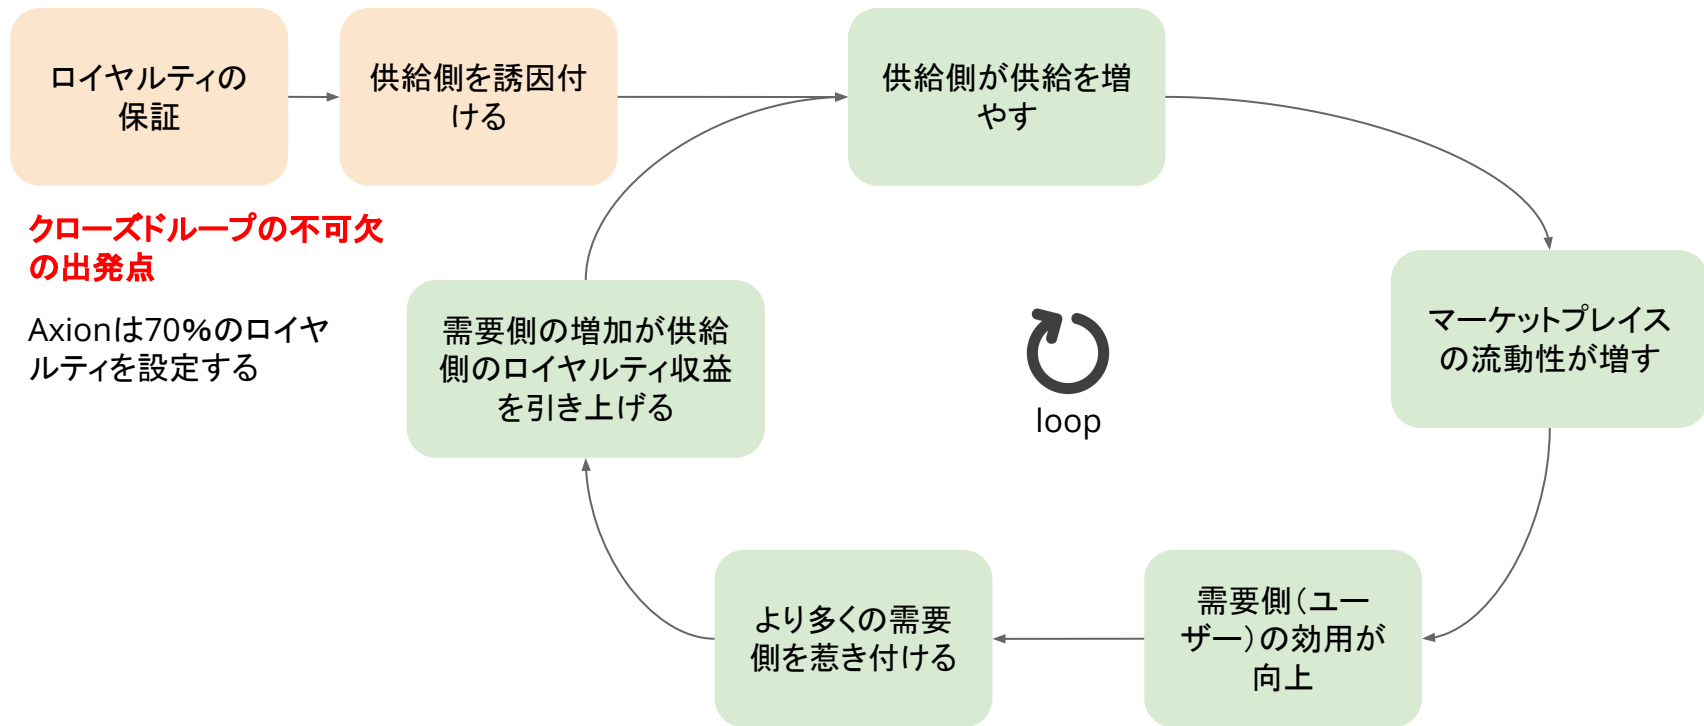 ロイヤルティの
保証
供給側を誘因付
ける
供給側が供給を増
やす
クローズドループの不可欠
の出発点
Axionは70%のロイヤ
ルティを設定する
需要側の増加が供給
側のロイヤルティ収益
を引き上げる
loop
マーケットプレイス
の流動性が増す
より多くの需要
側を惹き付ける
需要側（ユー
ザー）の効用が
向上